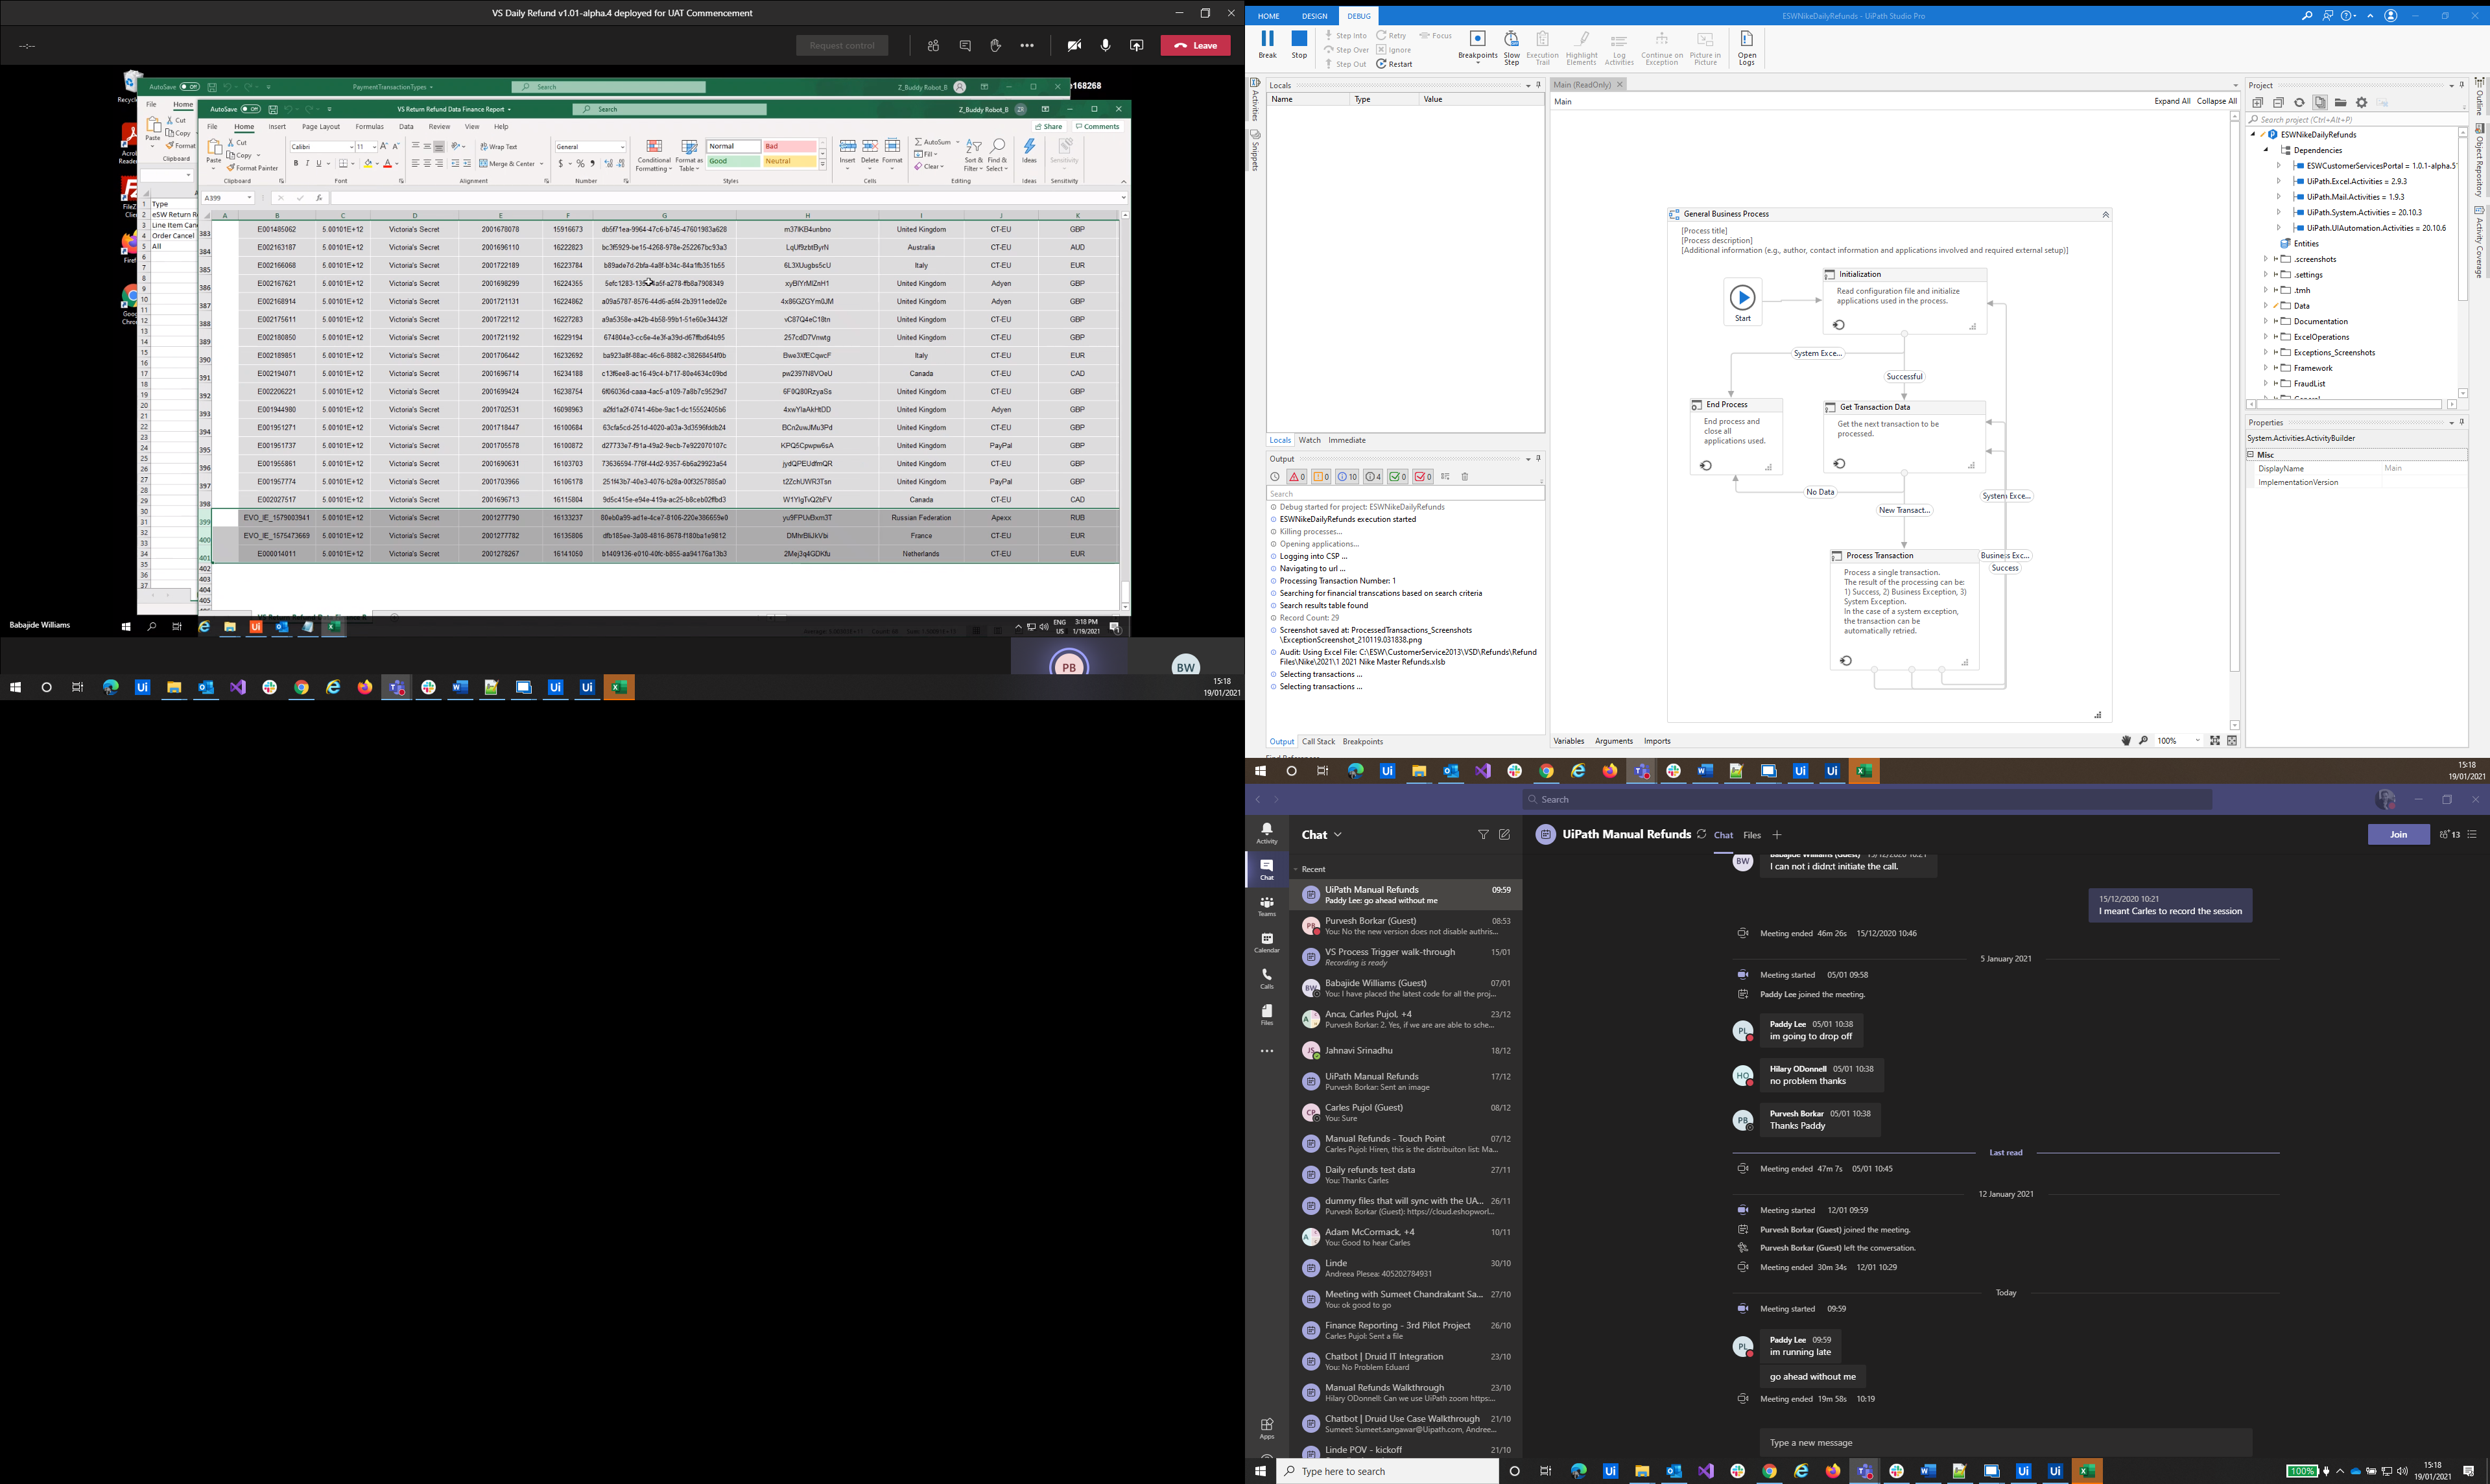 VS Daily Refund v1.01-alpha.4 deployed for UAT Commencement
--:--
Request control
Leave
AutoSave Off
PaymentTransactionTypes
Search
Z_Buddy Robot_B
File Home
Cut
Copy
Format
Paste
Clipboard
Type
eSW Return R
Line Item Can
Order Cancel
All
AutoSave Off
VS Return Refund Data Finance Report
Search
Z_Buddy Robot_B
File Home Insert Page Layout Formulas Data Review View Help
Share Comments
Paste Cut Copy Format Painter
Calibri 11
Wrap Text
Merge & Center
General
Conditional Formatting Format as Table
Normal Bad
Good Neutral
Insert Delete Format
AutoSum Fill Clear
Sort & Filter Find & Select
Ideas Sensitivity
Clipboard Font Alignment Number Styles Cells Editing Ideas Sensitivity
A399
A B C D E F G H I J K
383 E001485062 5.00101E+12 Victoria's Secret 2001678078 15916673 db5f71ea-9964-47c6-b745-47601983a628 m37IKB4unbno United Kingdom CT-EU GBP
384 E002163187 5.00101E+12 Victoria's Secret 2001696110 16222823 bc3f5929-be15-4268-978e-252267bc93a3 LqUf9zbtByrN Australia CT-EU AUD
385 E002166068 5.00101E+12 Victoria's Secret 2001722189 16223784 b89ade7d-2bfa-4a8f-b34c-84a1fb351b55 6L3XUugbs5cU Italy CT-EU EUR
386 E002167621 5.00101E+12 Victoria's Secret 2001698299 16224355 xyBIYrMIZnH1 United Kingdom Adyen GBP
387 E002168914 5.00101E+12 Victoria's Secret 2001721131 16224862 a09a5787-8576-44d6-a5f4-2b3911ede02e 4x86GZGYm0JM United Kingdom Adyen GBP
388 E002175611 5.00101E+12 Victoria's Secret 2001722112 16227283 a9a5358e-a42b-4b58-99b1-51e60e34432f vC87Q4eC18tn United Kingdom CT-EU GBP
389 E002180850 5.00101E+12 Victoria's Secret 2001721192 16229194 674804e3-cc6e-4e3f-a39d-d67ffbd64b95 257cdD7Vnwtg United Kingdom CT-EU GBP
390 E002189851 5.00101E+12 Victoria's Secret 2001706442 16232692 ba923a8f-88ac-46c6-8882-c38268454f0b Bwe3XfECqwcF Italy CT-EU EUR
391 E002194071 5.00101E+12 Victoria's Secret 2001696714 16234188 c13f6ee8-ac16-49c4-b717-80e4634c09bd pw2397N8VOeU Canada CT-EU CAD
392 E002206221 5.00101E+12 Victoria's Secret 2001699424 16238754 6f06036d-caaa-4ac5-a109-7a8b7c9529d7 6F0Q80RzyaSs United Kingdom CT-EU GBP
393 E001944980 5.00101E+12 Victoria's Secret 2001702531 16098963 a2fd1a2f-0741-46be-9ac1-dc15552405b6 4xwYlaAkHtDD United Kingdom Adyen GBP
394 E001951271 5.00101E+12 Victoria's Secret 2001718447 16100684 63cfa5cd-251d-4020-a03a-3d3596fddb24 BCn2uwJMu3Pd United Kingdom CT-EU GBP
395 E001951737 5.00101E+12 Victoria's Secret 2001705578 16100872 d27733e7-f91a-49a2-9ecb-7e922070107c KPQ5Cpwpw6sA United Kingdom PayPal GBP
396 E001955861 5.00101E+12 Victoria's Secret 2001690631 16103703 73636594-776f-44d2-9357-6b6a29923a54 jydQPEUdfmQR United Kingdom CT-EU GBP
397 E001957774 5.00101E+12 Victoria's Secret 2001703966 16106178 251f43b7-40e3-4076-b28a-00f3257885a0 t2ZchUWR3Tsn United Kingdom PayPal GBP
398 E002027517 5.00101E+12 Victoria's Secret 2001696713 16115804 9d5c415e-e94e-419a-ac25-b8ceb02ffbd3 W1YIgTvQ2bFV Canada CT-EU CAD
399 EVO_IE_1579003941 5.00101E+12 Victoria's Secret 2001277790 16133237 80eb0a99-ad1e-4ce7-8106-220e386659e0 yu9FPUvBxm3T Russian Federation Apexx RUB
400 EVO_IE_1575473669 5.00101E+12 Victoria's Secret 2001277782 16135806 dfb185ee-3a08-4816-8678-f180ba1e9812 DMhrBliJkVbi France CT-EU EUR
401 E000014011 5.00101E+12 Victoria's Secret 2001278267 16141050 b1409136-e010-40fc-b855-aa94176a13b3 2Mej3q4GDKfu Netherlands CT-EU EUR
402
403
404
405
Babajide Williams
ENG US 3:18 PM 1/19/2021
PB BW
15:18
19/01/2021
HOME DESIGN DEBUG
ESWNikeDailyRefunds - UiPath Studio Pro
Break Stop
Step Into Step Over Step Out
Retry Ignore Restart
Focus
Breakpoints Slow Step Execution Trail Highlight Elements Log Activities Continue on Exception Picture in Picture Open Logs
Activities
Snippets
Locals
Name Type Value
Locals Watch Immediate
Output
0 0 10 4 0 0
Search
Debug started for project: ESWNikeDailyRefunds
ESWNikeDailyRefunds execution started
Killing processes...
Opening applications...
Logging into CSP ...
Navigating to url ...
Processing Transaction Number: 1
Searching for financial transcations based on search criteria
Search results table found
Record Count: 29
Screenshot saved at: ProcessedTransactions_Screenshots
\ExceptionScreenshot_210119.031838.png
Audit: Using Excel File: C:\ESW\CustomerService2013\VSD\Refunds\Refund
Files\Nike\2021\1 2021 Nike Master Refunds.xlsb
Selecting transactions ...
Selecting transactions ...
Output Call Stack Breakpoints
Main (ReadOnly)
Main
Expand All Collapse All
General Business Process
[Process title]
[Process description]
[Additional information (e.g., author, contact information and applications involved and required external setup)]
Start
Initialization
Read configuration file and initialize
applications used in the process.
System Exce...
Successful
End Process
End process and
close all
applications used.
Get Transaction Data
Get the next transaction to be
processed.
No Data
System Exce...
New Transact...
Process Transaction
Business Exc...
Success
Process a single transaction.
The result of the processing can be:
1) Success, 2) Business Exception, 3)
System Exception.
In the case of a system exception,
the transaction can be
automatically retried.
Variables Arguments Imports
100%
Project
Search project (Ctrl+Alt+P)
ESWNikeDailyRefunds
Dependencies
ESWCustomerServicesPortal = 1.0.1-alpha.5
UiPath.Excel.Activities = 2.9.3
UiPath.Mail.Activities = 1.9.3
UiPath.System.Activities = 20.10.3
UiPath.UIAutomation.Activities = 20.10.6
Entities
.screenshots
.settings
.tmh
Data
Documentation
ExcelOperations
Exceptions_Screenshots
Framework
FraudList
Properties
System.Activities.ActivityBuilder
Misc
DisplayName Main
ImplementationVersion
Outline
Object Repository
Activity Coverage
15:18
19/01/2021
Search
Activity
Chat
Teams
Calendar
Calls
Files
Apps
Chat
Recent
UiPath Manual Refunds 09:59
Paddy Lee: go ahead without me
Purvesh Borkar (Guest) 08:53
You: No the new version does not disable authris...
VS Process Trigger walk-through 15/01
Recording is ready
Babajide Williams (Guest) 07/01
You: I have placed the latest code for all the proj...
Anca, Carles Pujol, +4 23/12
Purvesh Borkar: 2. Yes, if we are are able to sche...
Jahnavi Srinadhu 18/12
UiPath Manual Refunds 17/12
Purvesh Borkar: Sent an image
Carles Pujol (Guest) 08/12
You: Sure
Manual Refunds - Touch Point 07/12
Carles Pujol: Hiren, this is the distribuiton list: Ma...
Daily refunds test data 27/11
You: Thanks Carles
dummy files that will sync with the UA... 26/11
Purvesh Borkar (Guest): https://cloud.eshopworl...
Adam McCormack, +4 10/11
You: Good to hear Carles
Linde 30/10
Andreea Plesea: 405202784931
Meeting with Sumeet Chandrakant Sa... 27/10
You: ok good to go
Finance Reporting - 3rd Pilot Project 26/10
Carles Pujol: Sent a file
Chatbot | Druid IT Integration 23/10
You: No Problem Eduard
Manual Refunds Walkthrough 23/10
Hilary ODonnell: Can we use UiPath zoom https:...
Chatbot | Druid Use Case Walkthrough 21/10
Sumeet: Sumeet.sangawar@Uipath.com, Andree...
Linde POV - kickoff 21/10
UiPath Manual Refunds Chat Files
Join 13
Babajide Williams (Guest) 15/12/2020 10:21
I can not i didn;t initiate the call.
15/12/2020 10:21
I meant Carles to record the session
Meeting ended 46m 26s 15/12/2020 10:46
5 January 2021
Meeting started 05/01 09:58
Paddy Lee joined the meeting.
Paddy Lee 05/01 10:38
im going to drop off
Hilary ODonnell 05/01 10:38
no problem thanks
Purvesh Borkar 05/01 10:38
Thanks Paddy
Last read
Meeting ended 47m 7s 05/01 10:45
12 January 2021
Meeting started 12/01 09:59
Purvesh Borkar (Guest) joined the meeting.
Purvesh Borkar (Guest) left the conversation.
Meeting ended 30m 34s 12/01 10:29
Today
Meeting started 09:59
Paddy Lee 09:59
im running late
go ahead without me
Meeting ended 19m 58s 10:19
Type a new message
Type here to search
100%
15:18
19/01/2021